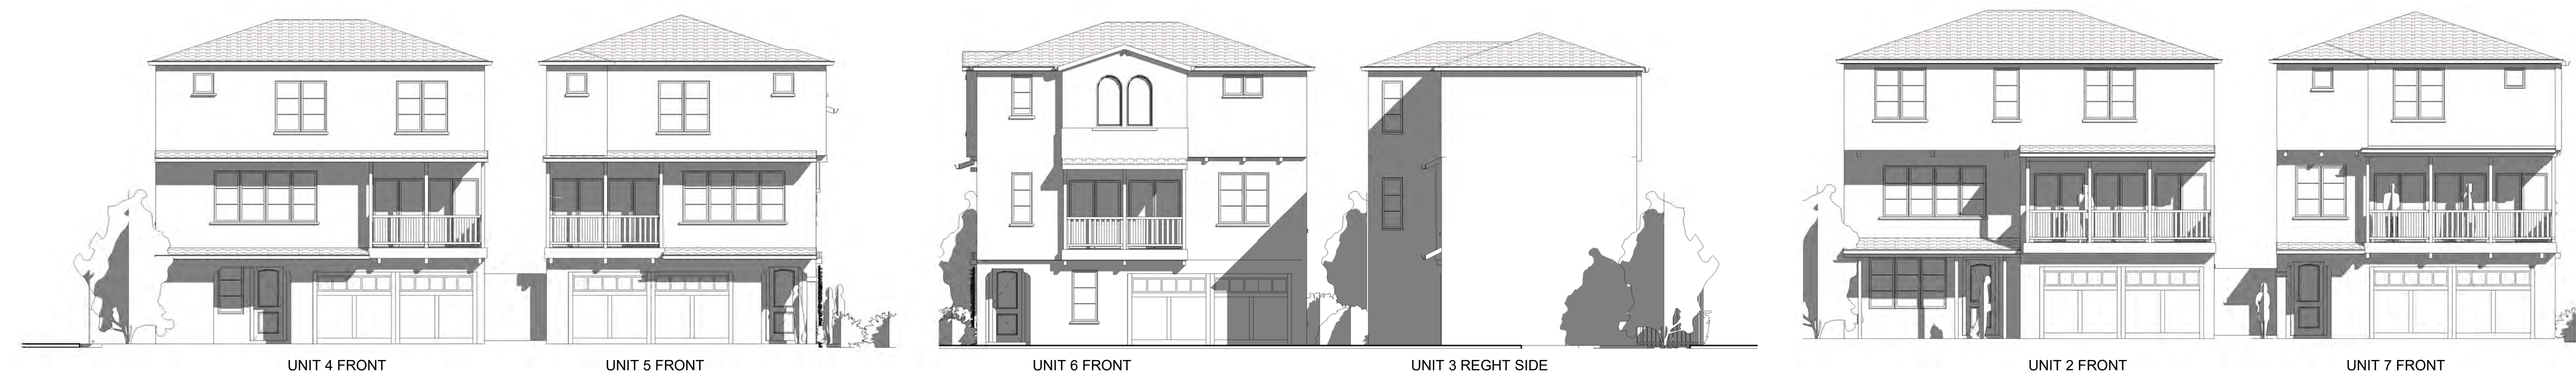 UNIT 4 FRONT
UNIT 5 FRONT
UNIT 6 FRONT
UNIT 3 REGHT SIDE
UNIT 2 FRONT
UNIT 7 FRONT